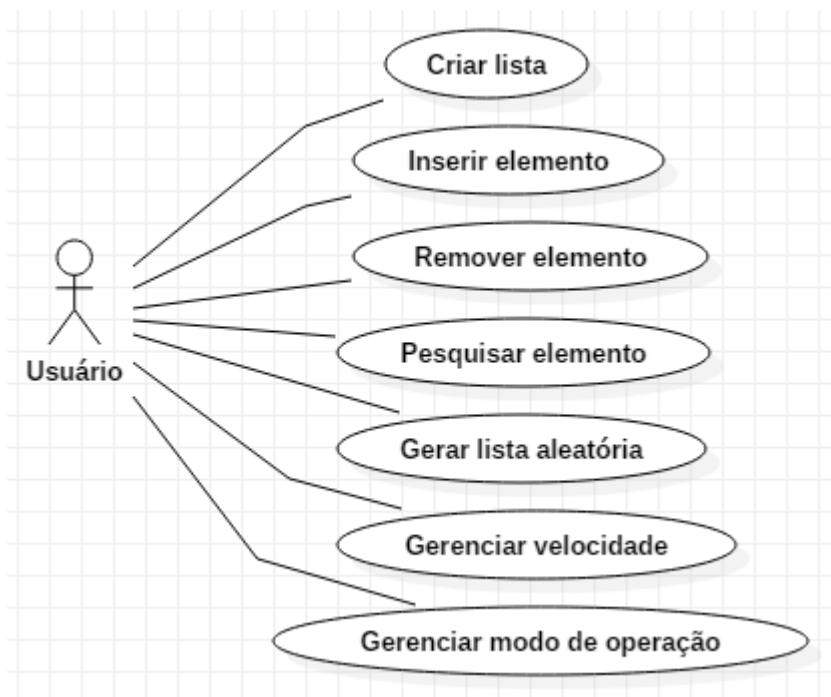 Criar lista
Inserir elemento
Remover elemento
Pesquisar elemento
Usuário
Gerar lista aleatória
Gerenciar velocidade
Gerenciar modo de operação